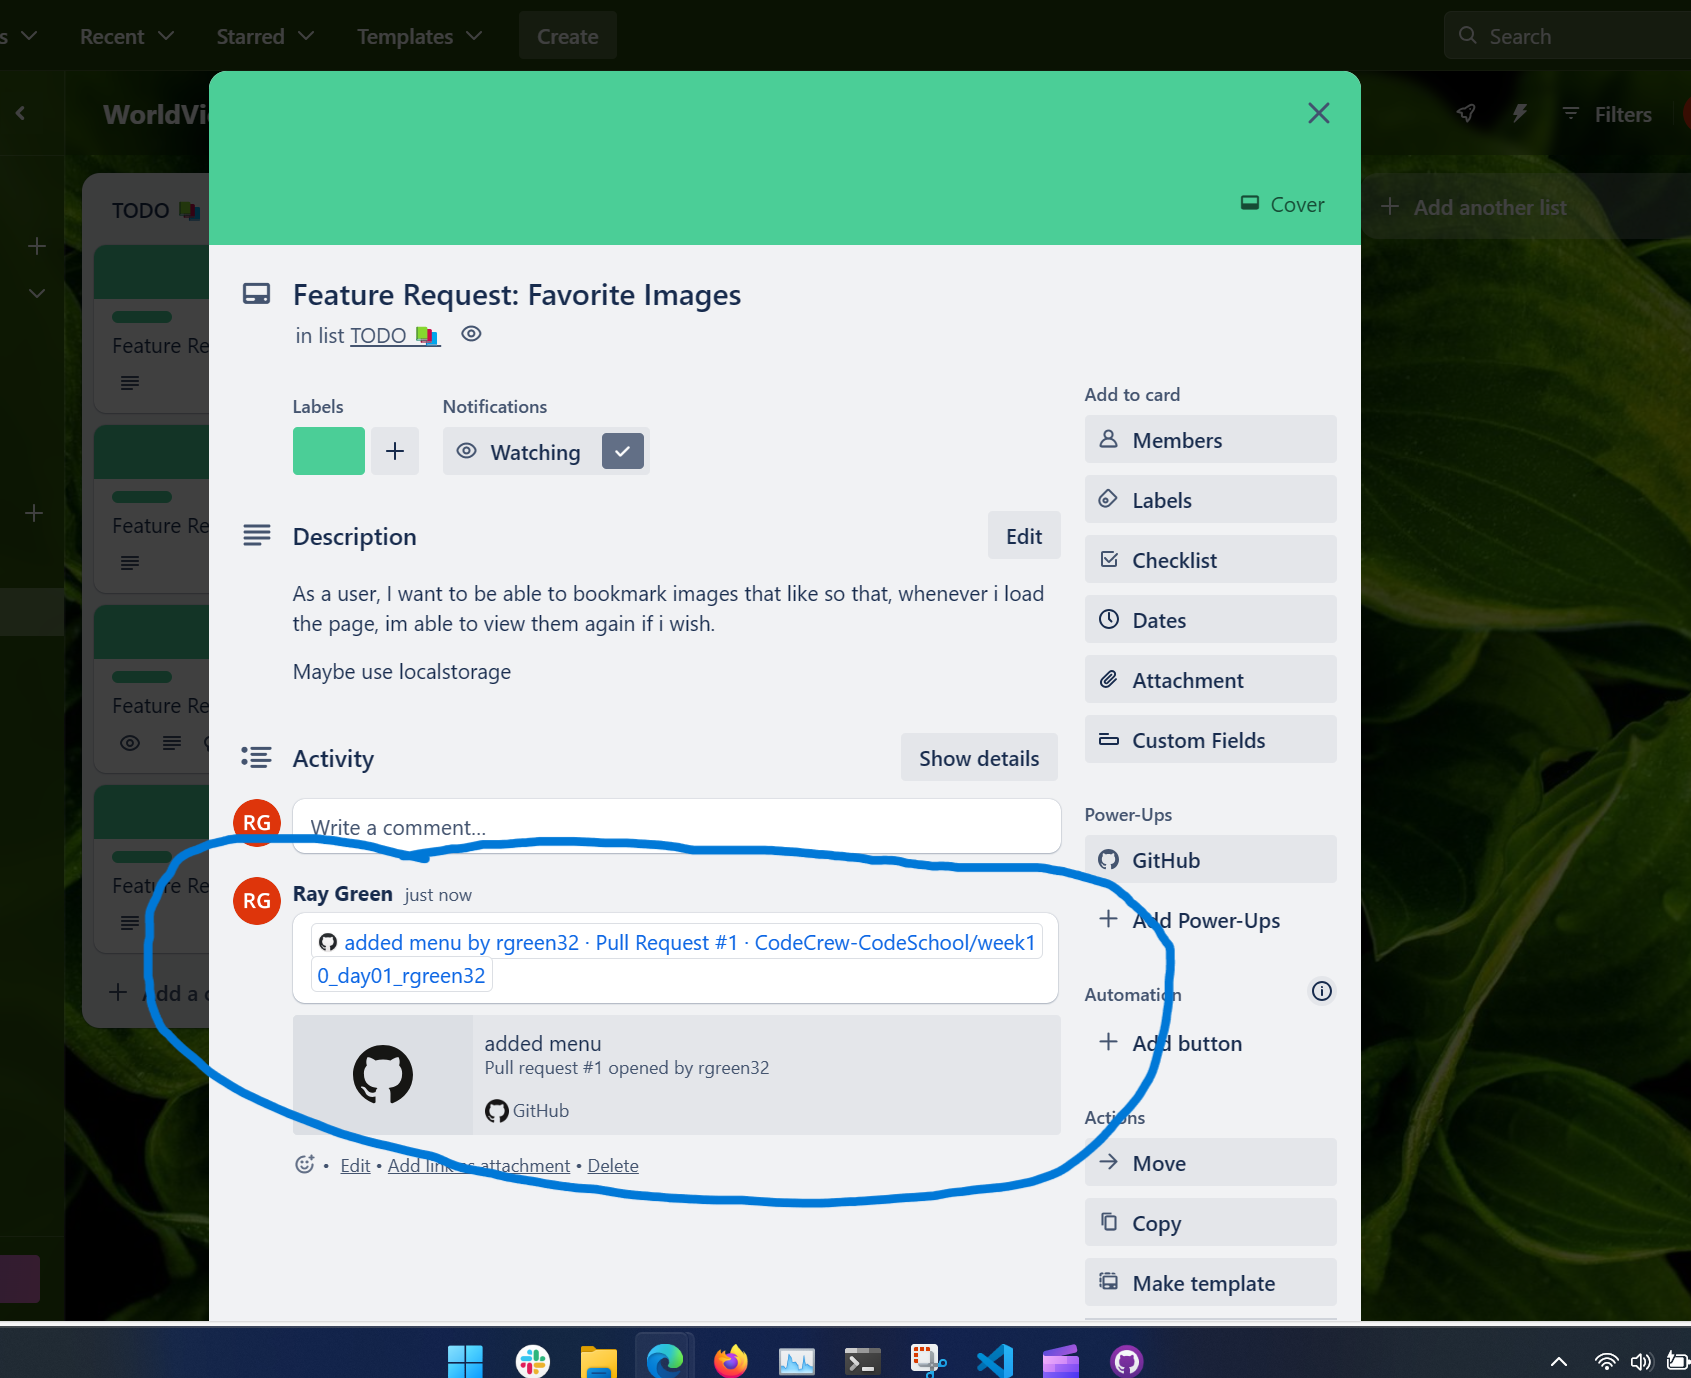 s
Recent
Starred
Templates
Create
Search
WorldVi
Filters
TODO
Cover
Add another list
Feature Request: Favorite Images
in list TODO
Feature Re
Labels
Notifications
Watching
Add to card
Members
Labels
Feature Re
Description
Edit
Checklist
As a user, I want to be able to bookmark images that like so that, whenever i load
the page, im able to view them again if i wish.
Dates
Maybe use localstorage
Attachment
Feature Re
Custom Fields
Activity
Show details
RG
Write a comment...
Power-Ups
GitHub
Feature Re
RG
Ray Green just now
added menu by rgreen32 · Pull Request #1 · CodeCrew-CodeSchool/week1
0_day01_rgreen32
Add Power-Ups
Add a c
Automation
added menu
Pull request #1 opened by rgreen32
GitHub
Add button
Actions
Edit • Add link as attachment • Delete
Move
Copy
Make template